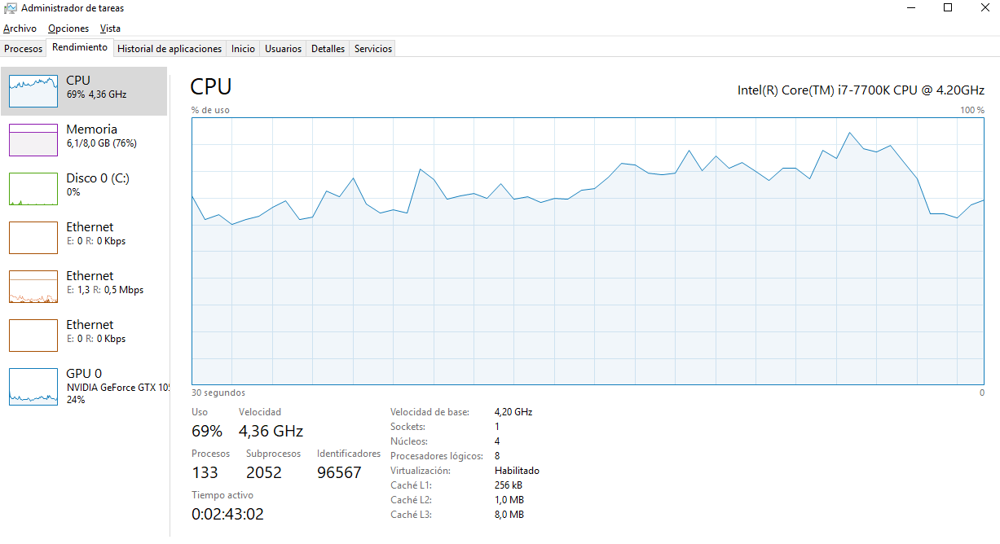 Administrador de tareas
Archivo Opciones Vista
Procesos Rendimiento Historial de aplicaciones Inicio Usuarios Detalles Servicios
CPU
69% 4,36 GHz
Memoria
6,1/8,0 GB (76%)
Disco 0 (C:)
0%
Ethernet
E: 0 R: 0 Kbps
Ethernet
E: 1,3 R: 0,5 Mbps
Ethernet
E: 0 R: 0 Kbps
GPU 0
NVIDIA GeForce GTX 105
24%
CPU
Intel(R) Core(TM) i7-7700K CPU @ 4.20GHz
% de uso 100 %
30 segundos 0
Uso Velocidad
69% 4,36 GHz
Procesos Subprocesos Identificadores
133 2052 96567
Tiempo activo
0:02:43:02
Velocidad de base: 4,20 GHz
Sockets: 1
Núcleos: 4
Procesadores lógicos: 8
Virtualización: Habilitado
Caché L1: 256 kB
Caché L2: 1,0 MB
Caché L3: 8,0 MB